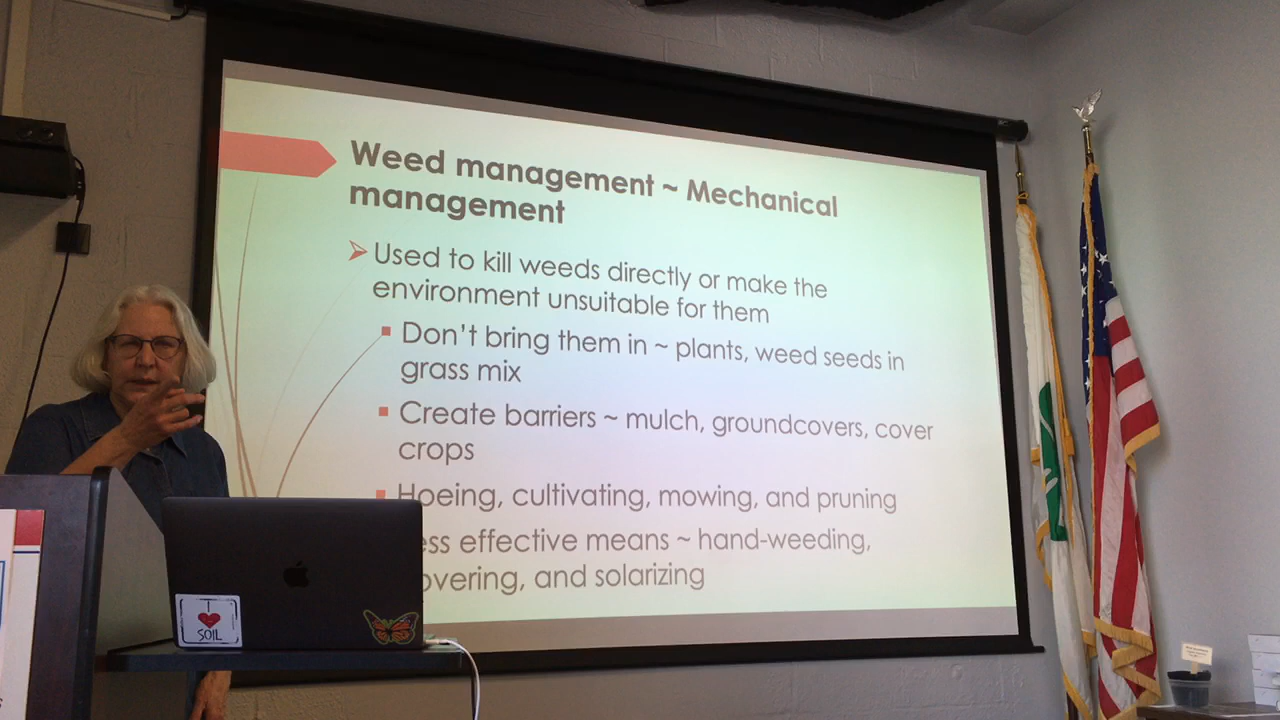 Weed management ~ Mechanical
management
Used to kill weeds directly or make the
environment unsuitable for them
Don't bring them in ~ plants, weed seeds in
grass mix
Create barriers ~ mulch, groundcovers, cover
crops
Hoeing, cultivating, mowing, and pruning
ess effective means ~ hand-weeding,
overing, and solarizing
I
SOIL